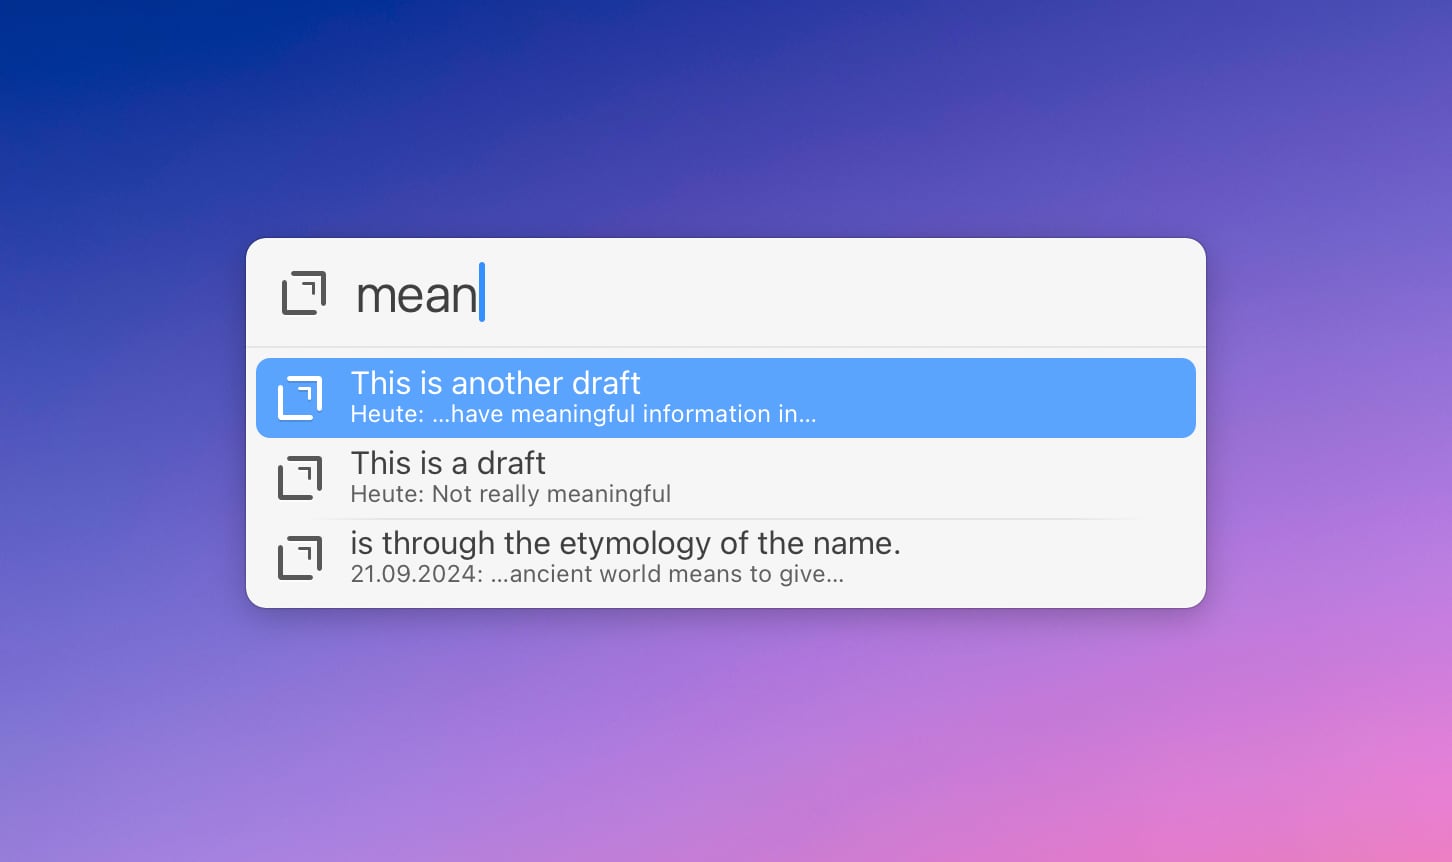 mean
This is another draft
Heute: …have meaningful information in…
This is a draft
Heute: Not really meaningful
is through the etymology of the name.
21.09.2024: …ancient world means to give…